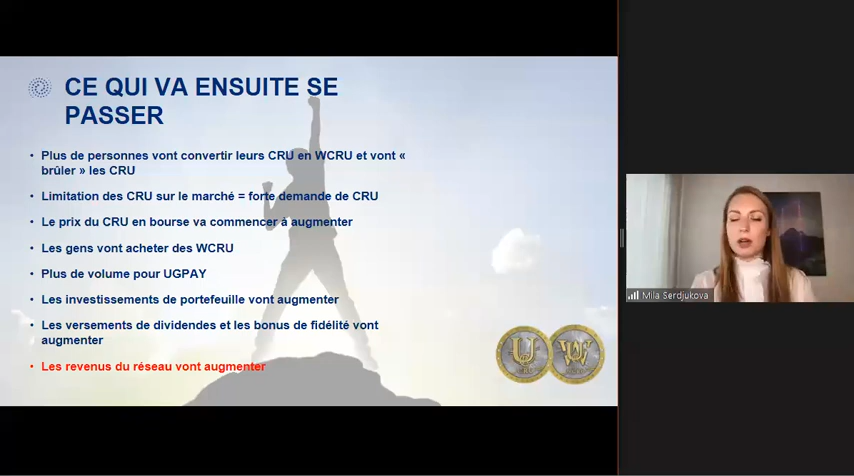 CE QUI VA ENSUITE SE
PASSER
• Plus de personnes vont convertir leurs CRU en WCRU et vont «
brûler » les CRU
• Limitation des CRU sur le marché = forte demande de CRU
• Le prix du CRU en bourse va commencer à augmenter
• Les gens vont acheter des WCRU
• Plus de volume pour UGPAY
• Les investissements de portefeuille vont augmenter
• Les versements de dividendes et les bonus de fidélité vont
augmenter
• Les revenus du réseau vont augmenter
Mila Serdjukova